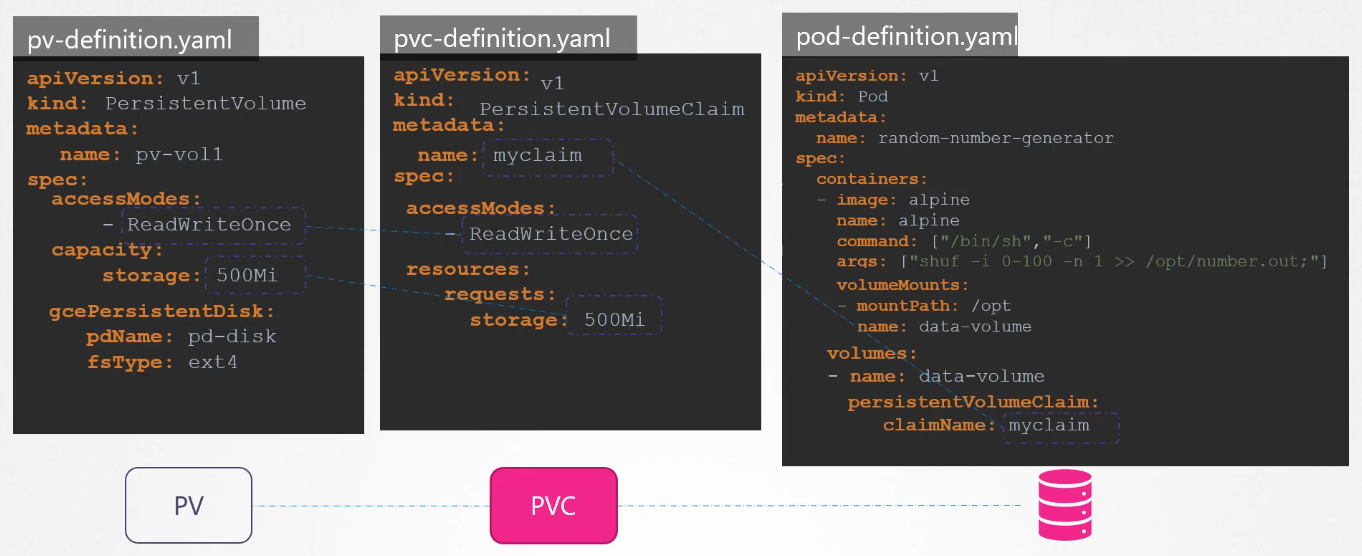 pv-definition.yaml
apiVersion: v1
kind: PersistentVolume
metadata:
name: pv-vol1
spec:
accessModes:
- ReadWriteOnce
capacity:
storage: 500Mi
gcePersistentDisk:
pdName: pd-disk
fsType: ext4
pvc-definition.yaml
apiVersion: v1
kind: PersistentVolumeClaim
metadata:
name: myclaim
spec:
accessModes:
- ReadWriteOnce
resources:
requests:
storage: 500Mi
pod-definition.yaml
apiVersion: v1
kind: Pod
metadata:
name: random-number-generator
spec:
containers:
- image: alpine
name: alpine
command: ["/bin/sh","-c"]
args: ["shuf -i 0-100 -n 1 >> /opt/number.out;"]
volumeMounts:
- mountPath: /opt
name: data-volume
volumes:
- name: data-volume
persistentVolumeClaim:
claimName: myclaim
PV
PVC